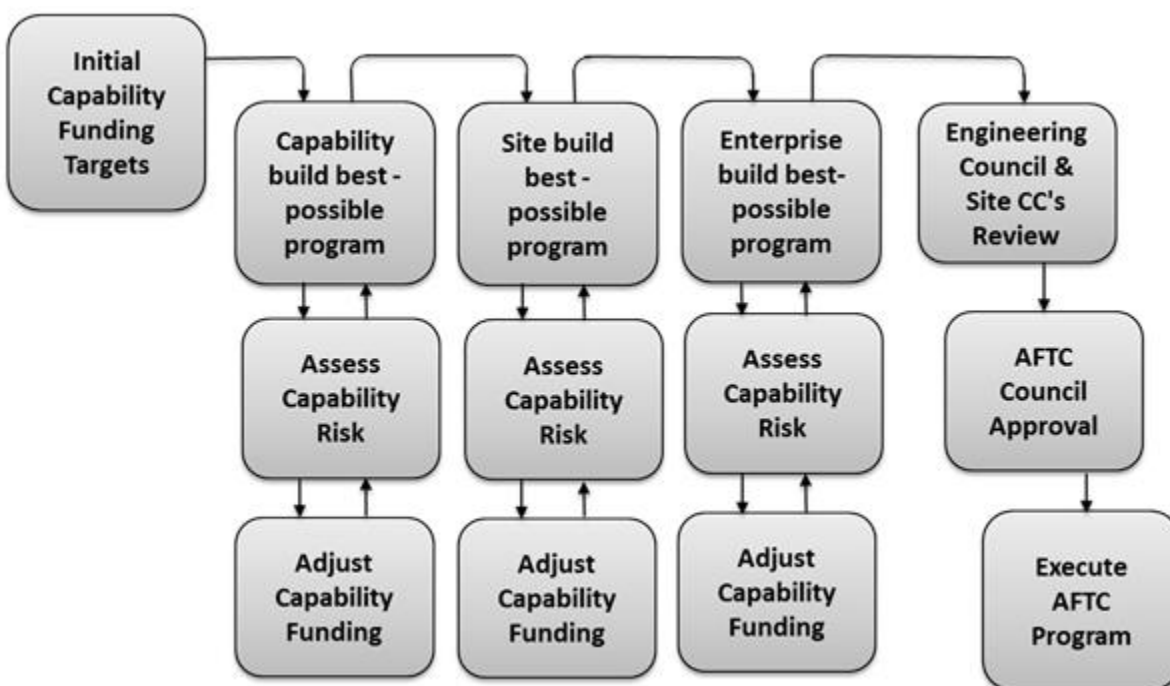 Initial
Capability
Funding
Targets
Capability
build best -
possible
program
Assess
Capability
Risk
Adjust
Capability
Funding
Site build
best -
possible
program
Assess
Capability
Risk
Adjust
Capability
Funding
Enterprise
build best-
possible
program
Assess
Capability
Risk
Adjust
Capability
Funding
Engineering
Council &
Site CC's
Review
AFTC
Council
Approval
Execute
AFTC
Program